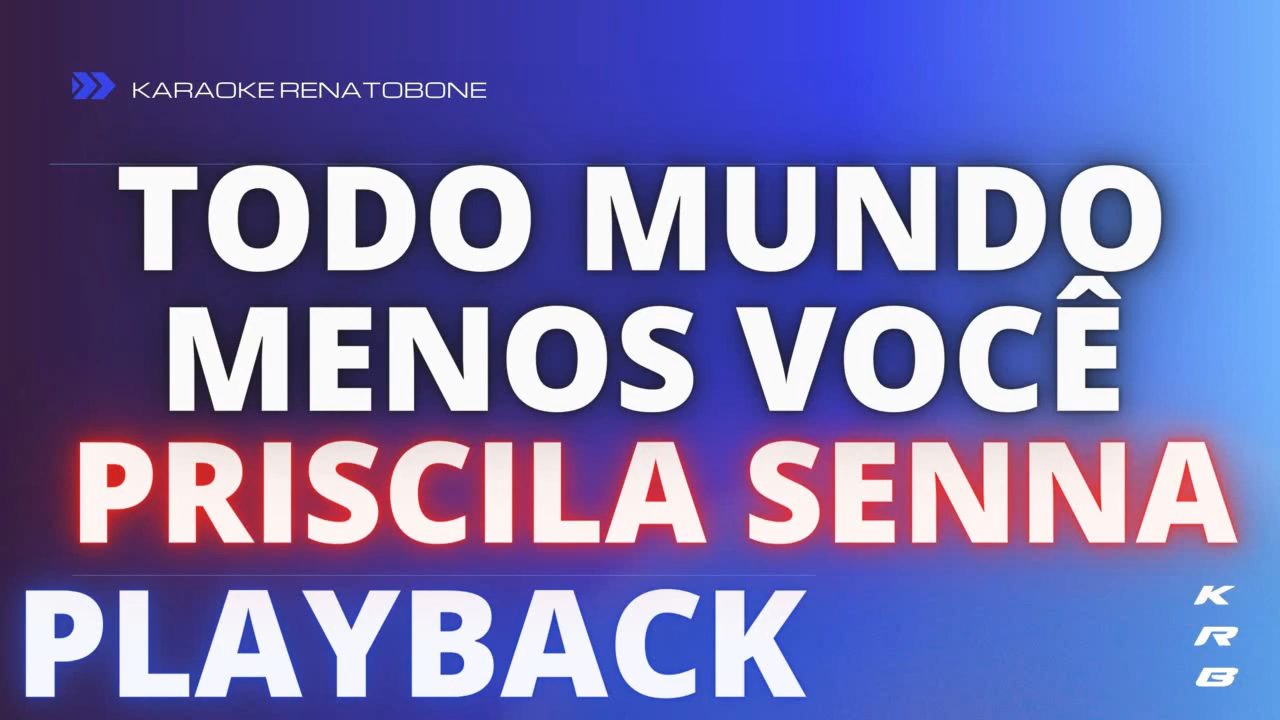 KARAOKE RENATOBONE
TODO MUNDO
MENOS VOCÊ
PRISCILA SENNA
PLAYBACK
K
R
B